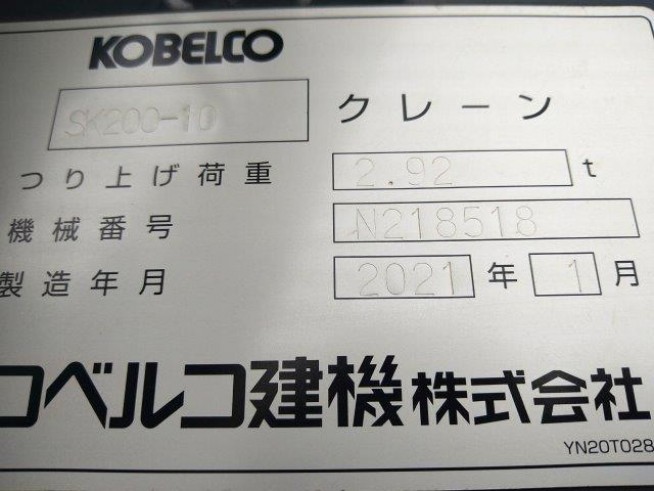 KOBELCO
SK200-10 クレーン
つり上げ荷重 2.92 t
機械番号 N218518
製造年月 2021 年 1 月
コベルコ建機株式会社
YN20T028